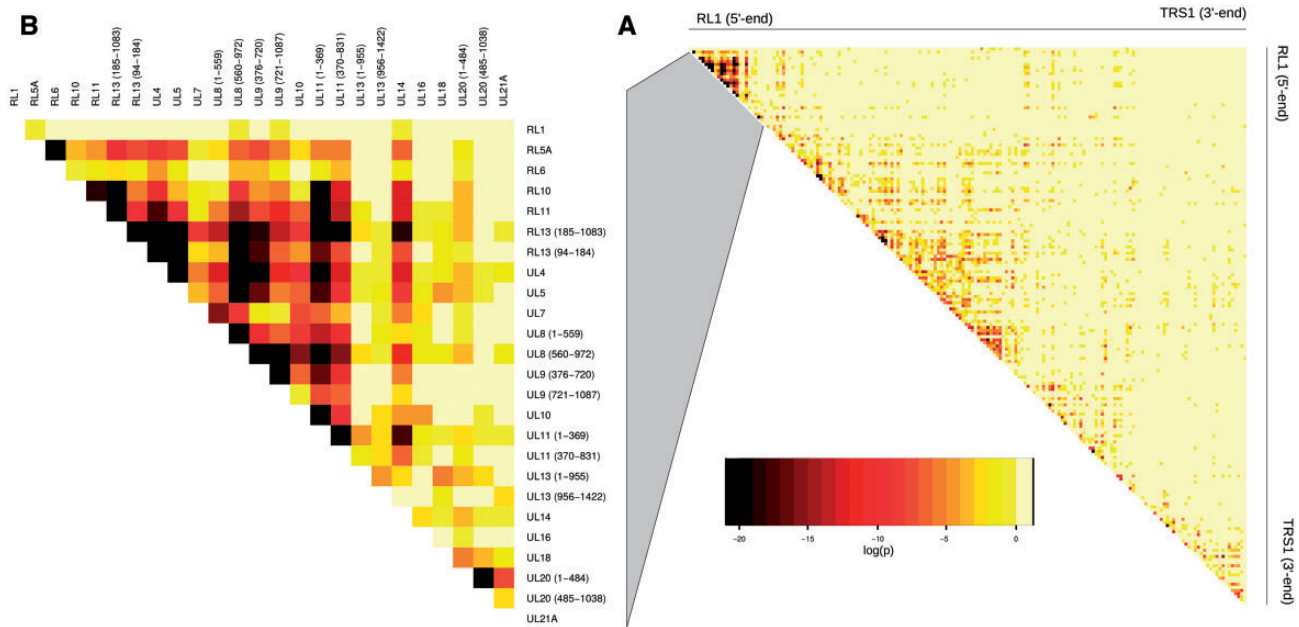 B
RL1
RL5A
RL6
RL10
RL11
RL13 (185–1083)
RL13 (94–184)
UL4
UL5
UL7
UL8 (1–559)
UL8 (560–972)
UL9 (376–720)
UL9 (721–1087)
UL10
UL11 (1–369)
UL11 (370–831)
UL13 (1–955)
UL13 (956–1422)
UL14
UL16
UL18
UL20 (1–484)
UL20 (485–1038)
UL21A
RL1
RL5A
RL6
RL10
RL11
RL13 (185–1083)
RL13 (94–184)
UL4
UL5
UL7
UL8 (1–559)
UL8 (560–972)
UL9 (376–720)
UL9 (721–1087)
UL10
UL11 (1–369)
UL11 (370–831)
UL13 (1–955)
UL13 (956–1422)
UL14
UL16
UL18
UL20 (1–484)
UL20 (485–1038)
UL21A
A
RL1 (5'-end)
TRS1 (3'-end)
RL1 (5'-end)
TRS1 (3'-end)
−20 −15 −10 −5 0
log(p)